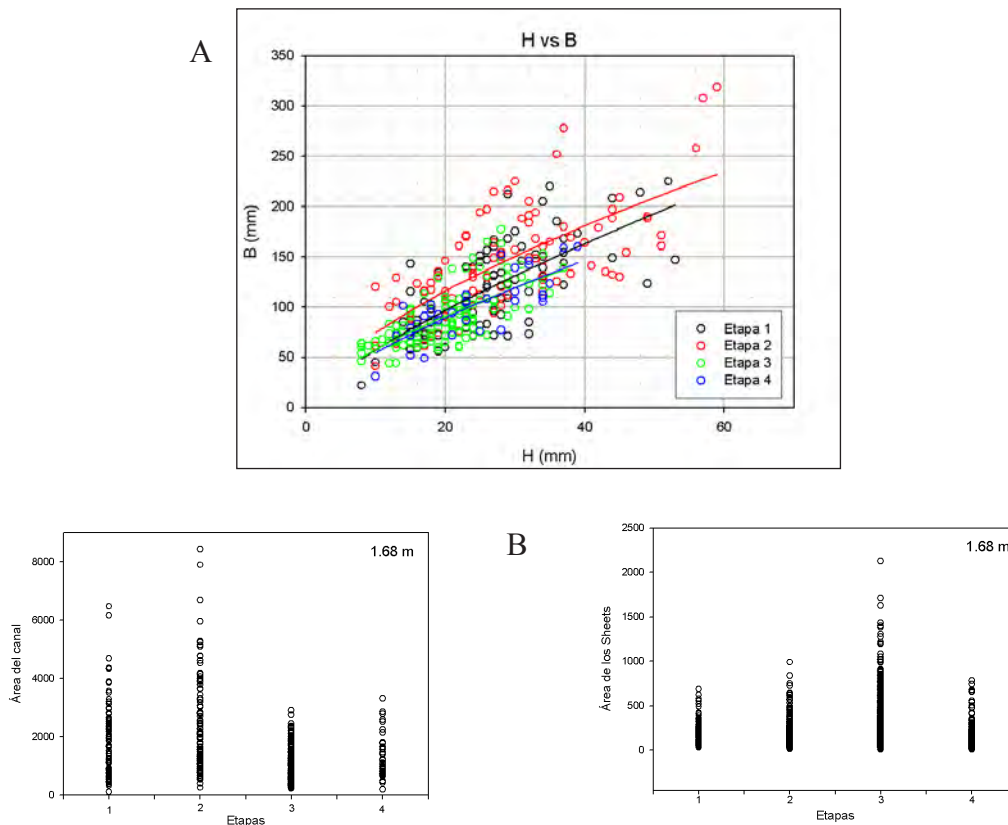 A
H vs B
350
300
250
200
150
100
50
0
B (mm)
0 20 40 60
H (mm)
Etapa 1
Etapa 2
Etapa 3
Etapa 4
1.68 m
8000
6000
4000
2000
0
Área del canal
1 2 3 4
Etapas
B
1.68 m
2500
2000
1500
1000
500
0
Área de los Sheets
1 2 3 4
Etapas